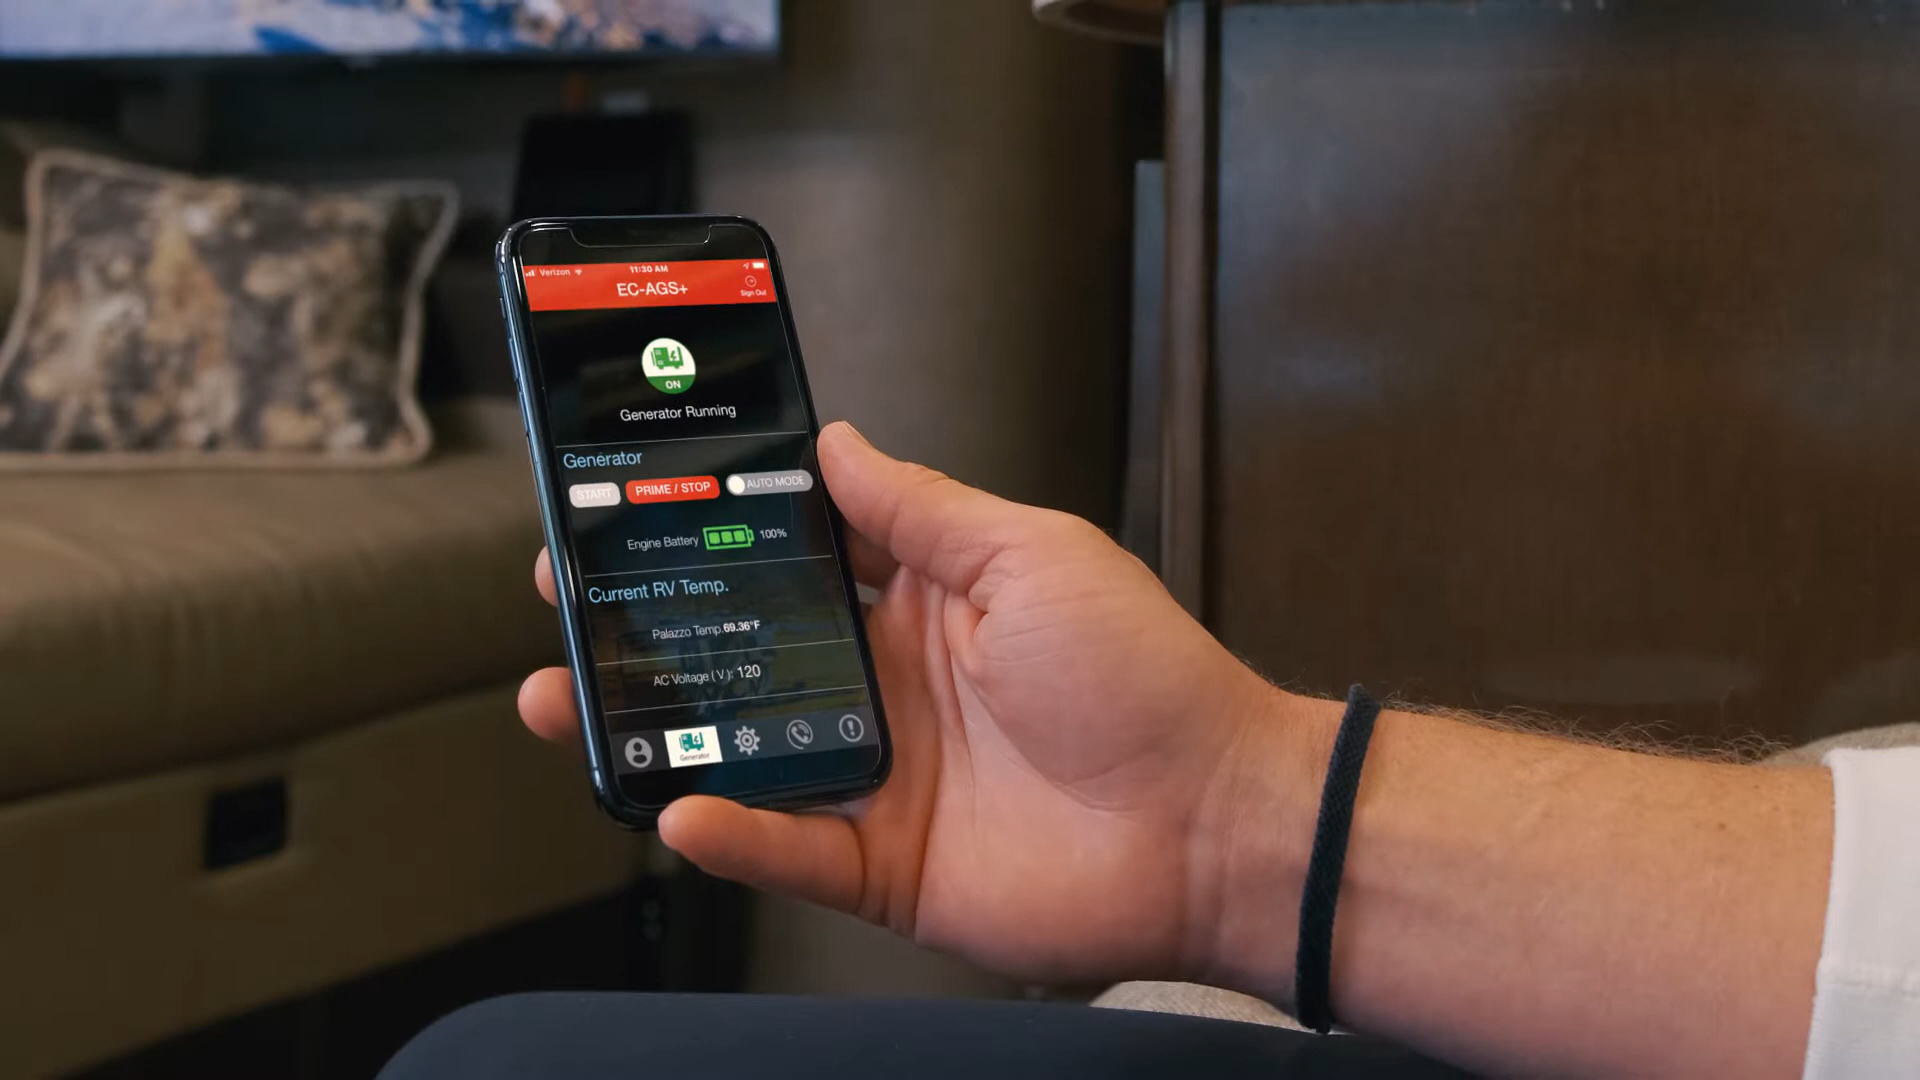 Verizon 11:30 AM
EC-AGS+
Sign Out
ON
Generator Running
Generator
START PRIME / STOP AUTO MODE
Engine Battery 100%
Current RV Temp.
Palazzo Temp.69.36°F
AC Voltage ( V ): 120
Generator